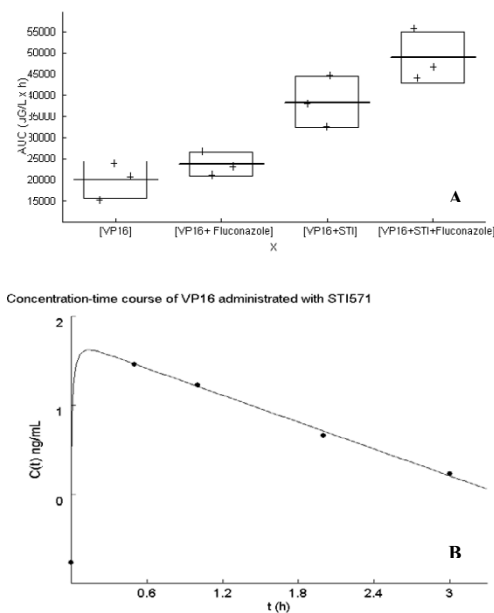 55000
50000
45000
40000
35000
30000
25000
20000
15000
AUC (µG/L x h)
A
[VP16]
[VP16+ Fluconazole]
[VP16+STI]
[VP16+STI+Fluconazole]
X
Concentration-time course of VP16 administrated with STI571
2
1
0
C(t) ng/mL
B
0.6
1.2
1.8
2.4
3
t (h)